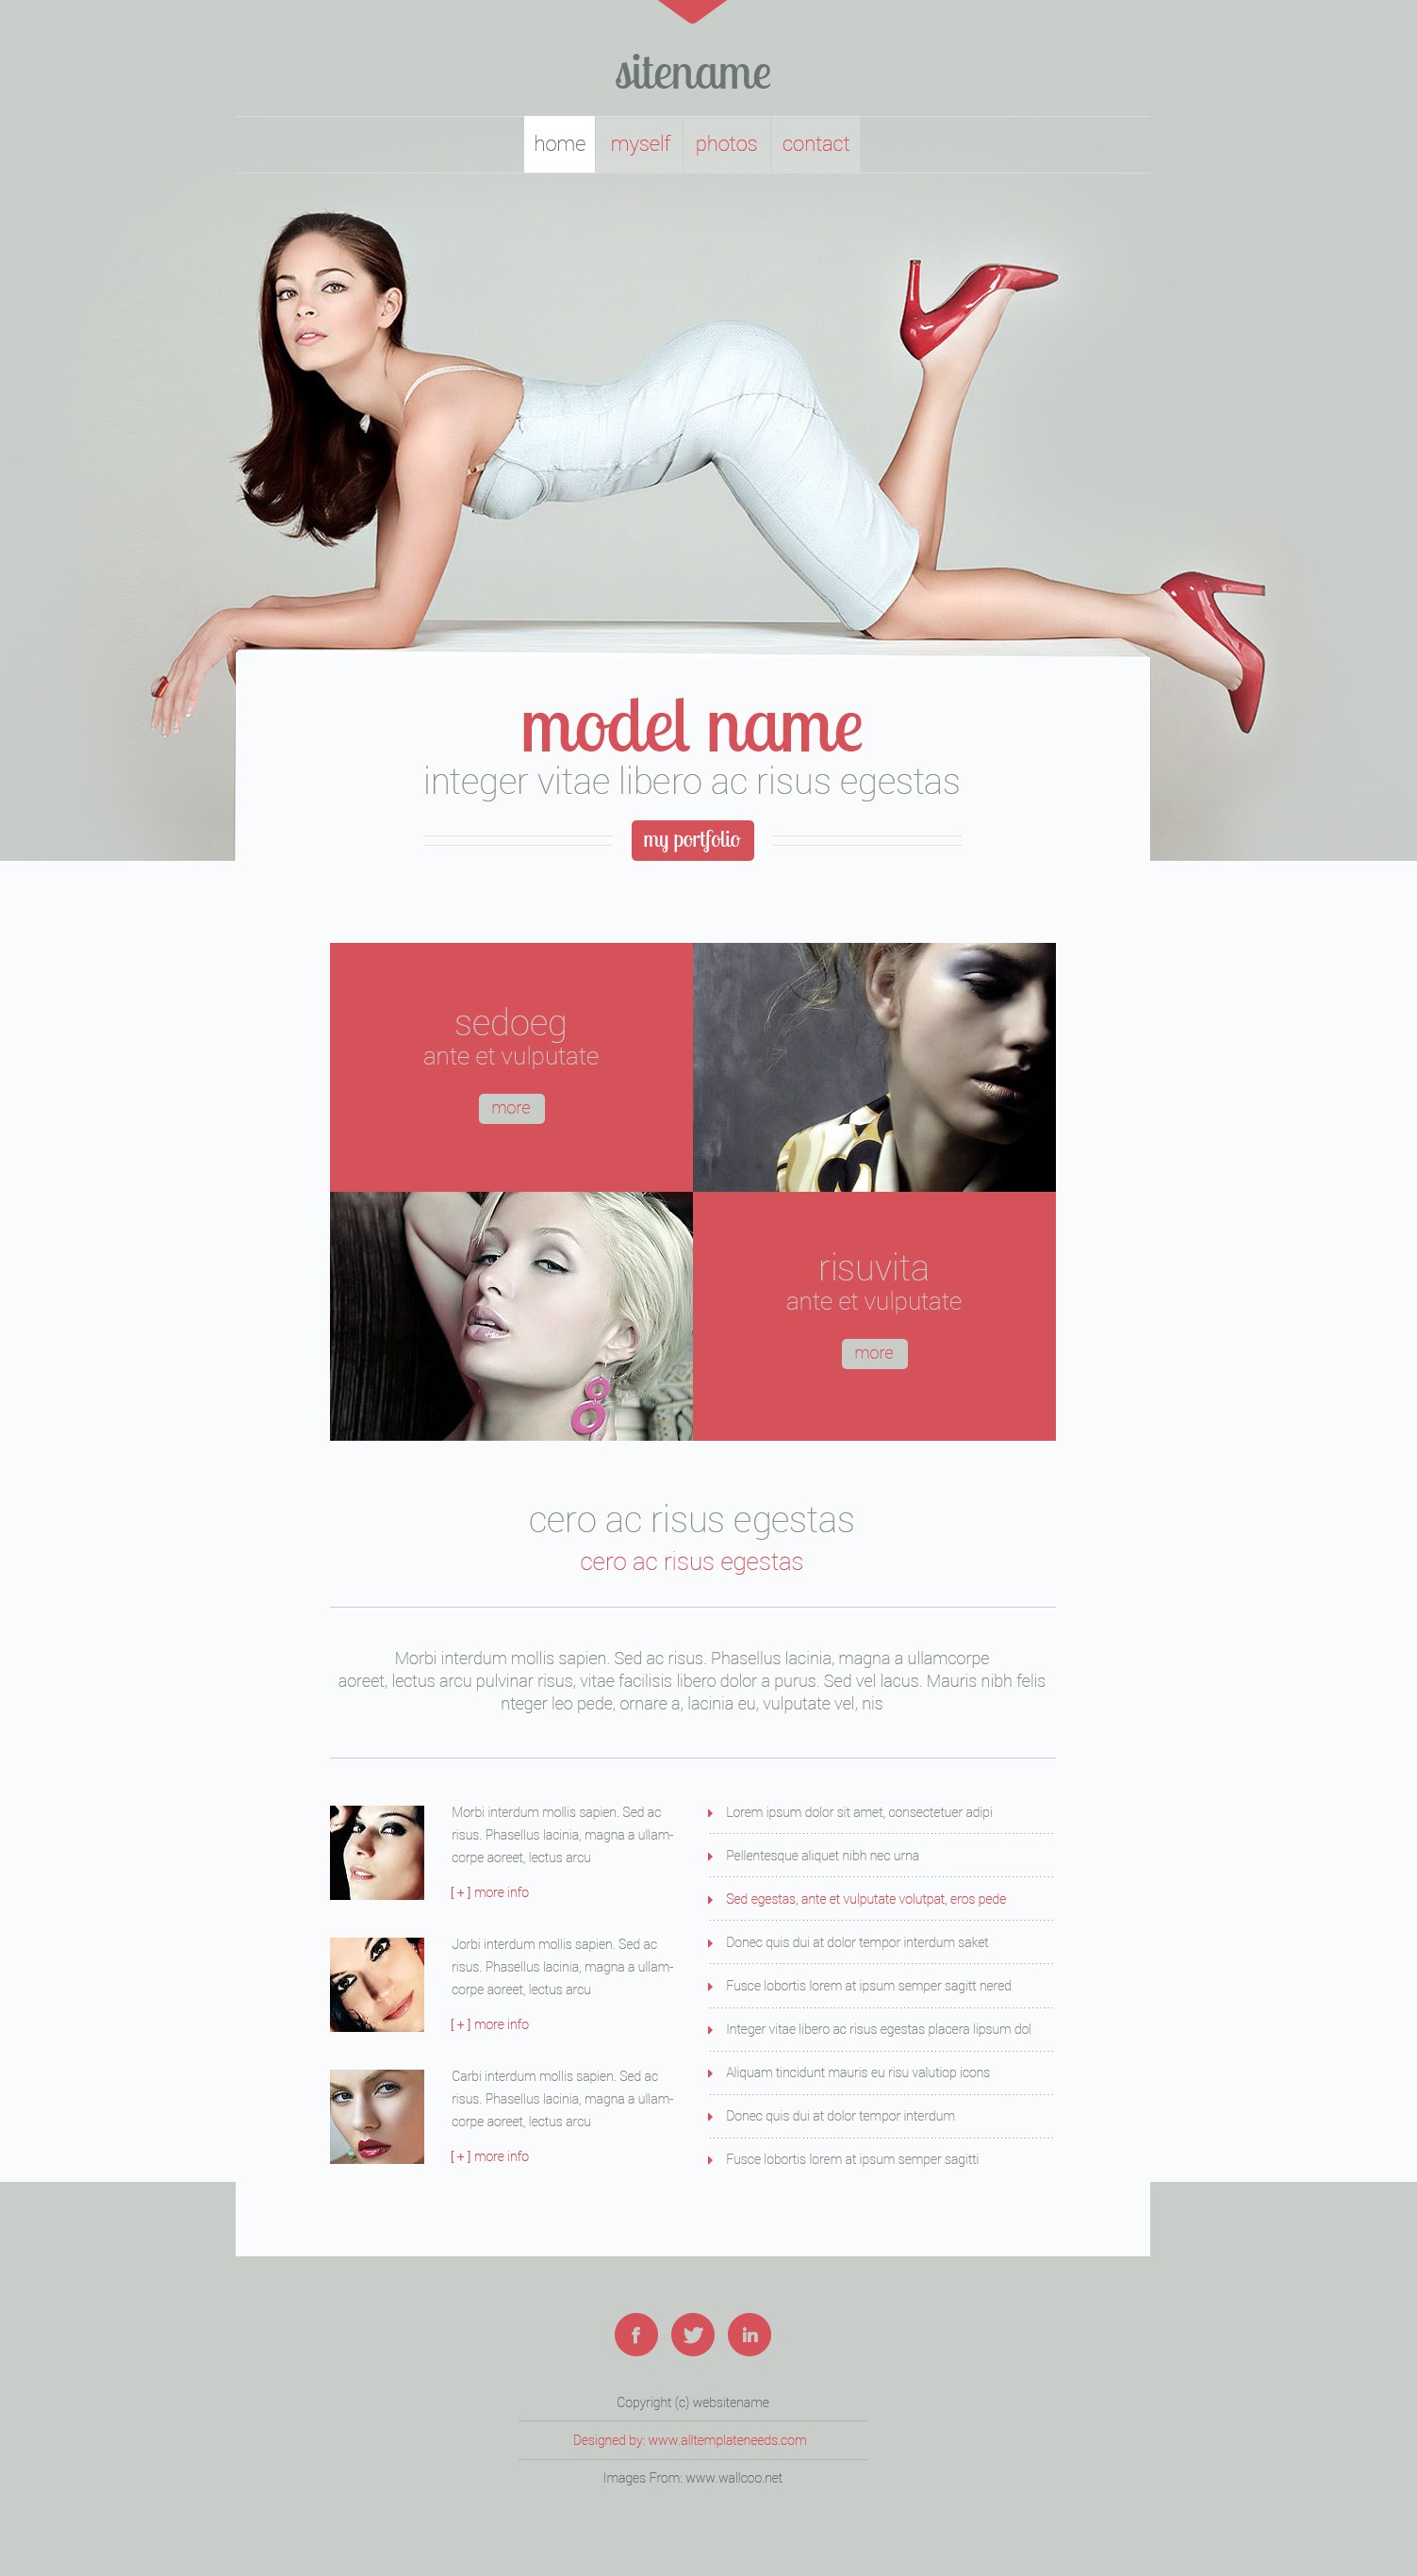 sitename
home myself photos contact
model name
integer vitae libero ac risus egestas
my portfolio
sedoeg
ante et vulputate
more
risuvita
ante et vulputate
more
cero ac risus egestas
cero ac risus egestas
Morbi interdum mollis sapien. Sed ac risus. Phasellus lacinia, magna a ullamcorpe
aoreet, lectus arcu pulvinar risus, vitae facilisis libero dolor a purus. Sed vel lacus. Mauris nibh felis
nteger leo pede, ornare a, lacinia eu, vulputate vel, nis
Morbi interdum mollis sapien. Sed ac
risus. Phasellus lacinia, magna a ullam-
corpe aoreet, lectus arcu
[ + ] more info
Jorbi interdum mollis sapien. Sed ac
risus. Phasellus lacinia, magna a ullam-
corpe aoreet, lectus arcu
[ + ] more info
Carbi interdum mollis sapien. Sed ac
risus. Phasellus lacinia, magna a ullam-
corpe aoreet, lectus arcu
[ + ] more info
Lorem ipsum dolor sit amet, consectetuer adipi
Pellentesque aliquet nibh nec urna
Sed egestas, ante et vulputate volutpat, eros pede
Donec quis dui at dolor tempor interdum saket
Fusce lobortis lorem at ipsum semper sagitt nered
Integer vitae libero ac risus egestas placera lipsum dol
Aliquam tincidunt mauris eu risu valutiop icons
Donec quis dui at dolor tempor interdum
Fusce lobortis lorem at ipsum semper sagitti
f in
Copyright (c) websitename
Designed by: www.alltemplateneeds.com
Images From: www.wallcoo.net